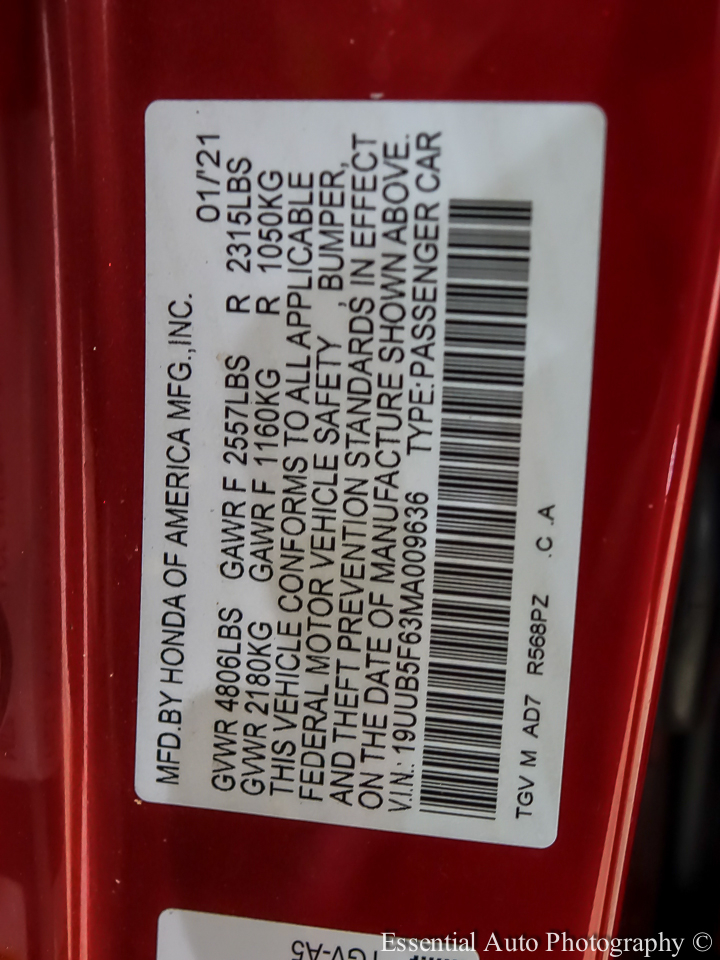 MFD.BY HONDA OF AMERICA MFG.,INC.
01/'21
GVWR 4806LBS GAWR F 2557LBS R 2315LBS
GVWR 2180KG GAWR F 1160KG R 1050KG
THIS VEHICLE CONFORMS TO ALL APPLICABLE
FEDERAL MOTOR VEHICLE SAFETY , BUMPER,
AND THEFT PREVENTION STANDARDS IN EFFECT
ON THE DATE OF MANUFACTURE SHOWN ABOVE.
V.I.N.: 19UUB5F63MA009636 TYPE:PASSENGER CAR
TGV M AD7 R568PZ .C .A
TGV-A5
Essential Auto Photography ©